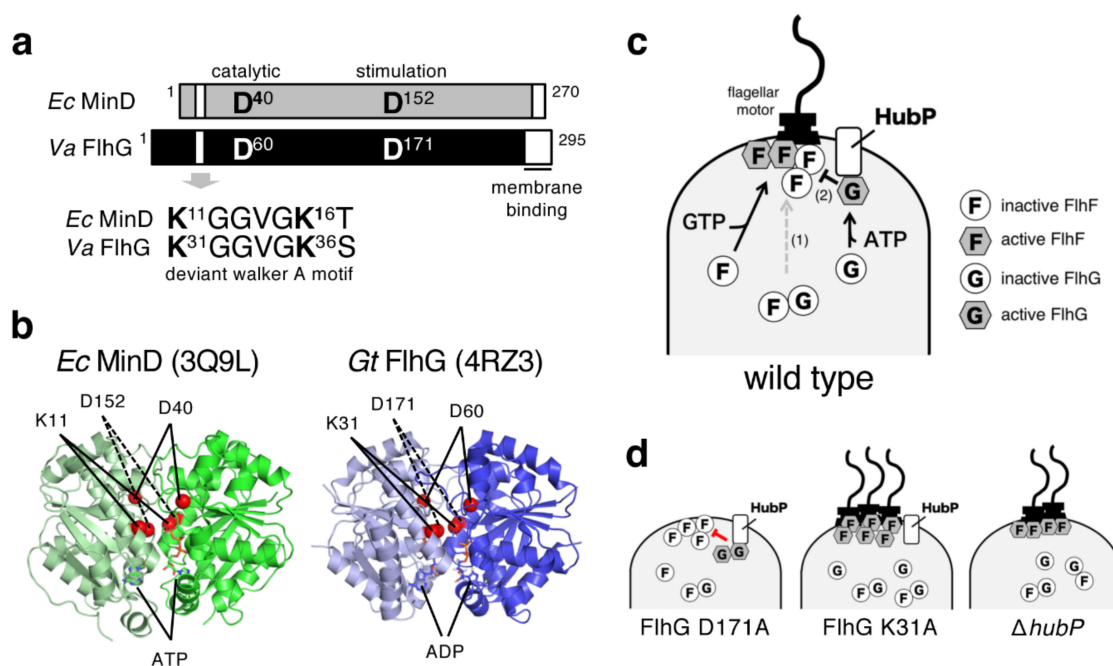 a
catalytic stimulation
Ec MinD 1 D40 D152 270
Va FlhG 1 D60 D171 295
membrane
binding
Ec MinD K11GGVGK16T
Va FlhG K31GGVGK36S
deviant walker A motif
b
Ec MinD (3Q9L)
D152
K11
D40
ATP
Gt FlhG (4RZ3)
D171
K31
D60
ADP
c
flagellar
motor
HubP
F F F
F (2) G
GTP (1) ATP
F G
F G
wild type
F inactive FlhF
F active FlhF
G inactive FlhG
G active FlhG
d
HubP
F F
F F
G G
F
F G
FlhG D171A
HubP
F F F
F F F
G G
G F G
F G
FlhG K31A
HubP
F F F F
G
G F
F G
G
ΔhubP